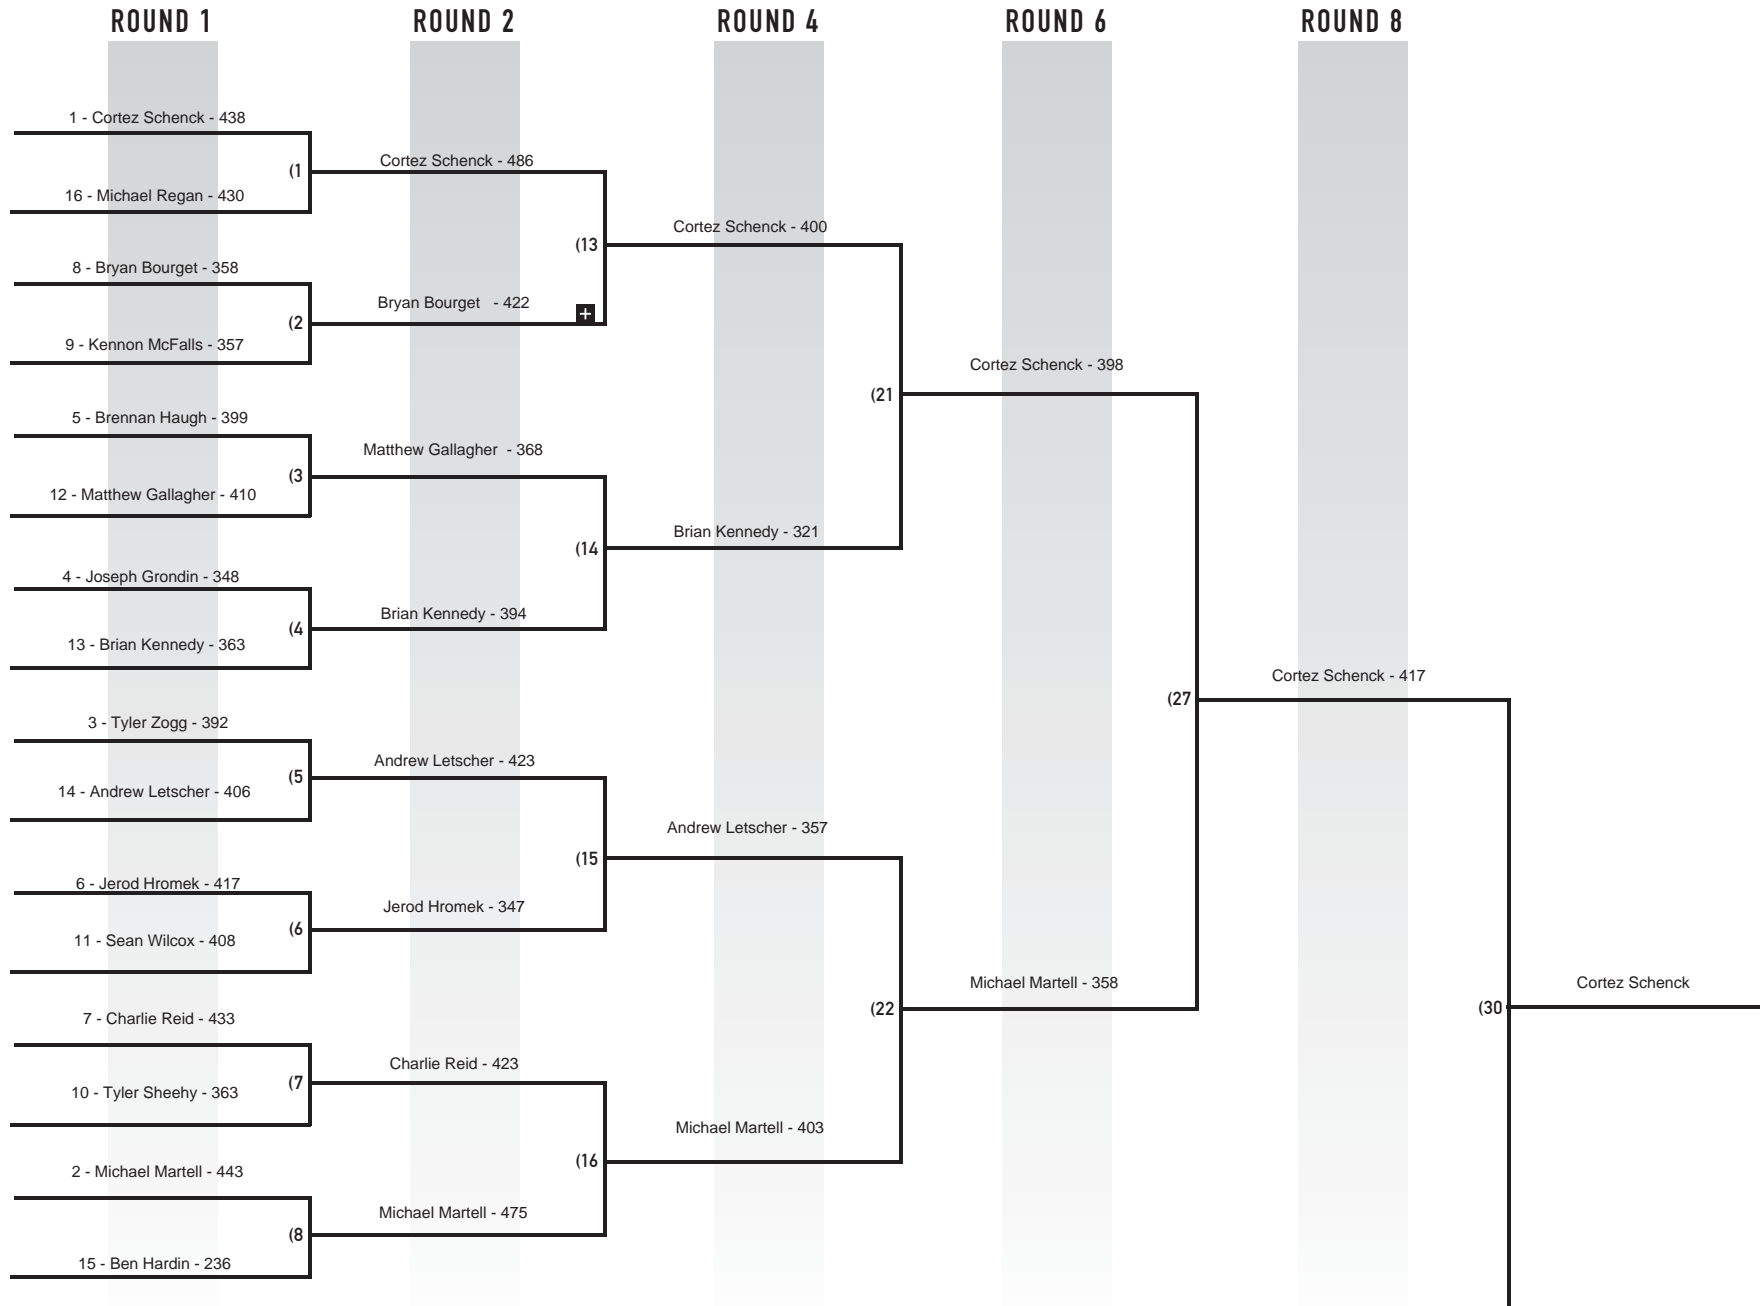 ROUND 1
ROUND 2
ROUND 4
ROUND 6
ROUND 8
1 - Cortez Schenck - 438
(1
16 - Michael Regan - 430
8 - Bryan Bourget - 358
(2
9 - Kennon McFalls - 357
5 - Brennan Haugh - 399
(3
12 - Matthew Gallagher - 410
4 - Joseph Grondin - 348
(4
13 - Brian Kennedy - 363
3 - Tyler Zogg - 392
(5
14 - Andrew Letscher - 406
6 - Jerod Hromek - 417
(6
11 - Sean Wilcox - 408
7 - Charlie Reid - 433
(7
10 - Tyler Sheehy - 363
2 - Michael Martell - 443
(8
15 - Ben Hardin - 236
Cortez Schenck - 486
(13
Bryan Bourget - 422
+
Matthew Gallagher - 368
(14
Brian Kennedy - 394
Andrew Letscher - 423
(15
Jerod Hromek - 347
Charlie Reid - 423
(16
Michael Martell - 475
Cortez Schenck - 400
(21
Brian Kennedy - 321
Andrew Letscher - 357
(22
Michael Martell - 403
Cortez Schenck - 398
(27
Michael Martell - 358
Cortez Schenck - 417
(30
Cortez Schenck